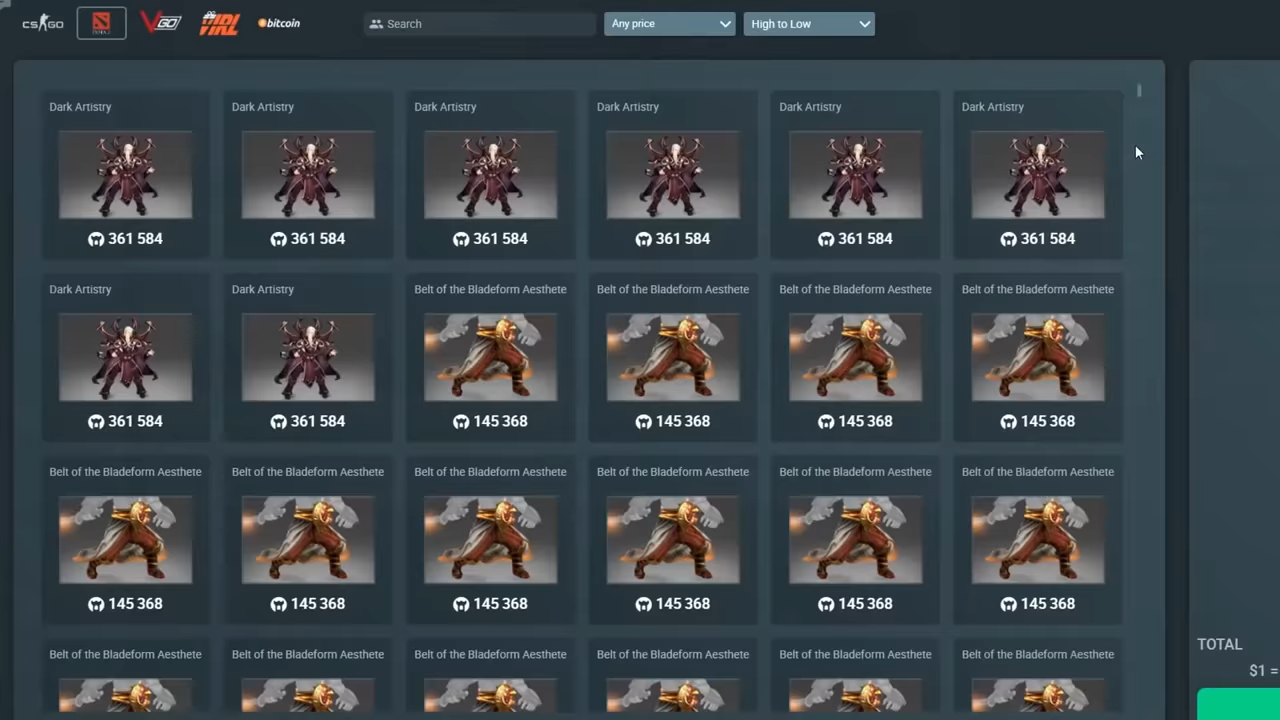 CS GO
VGO!
VIRL
bitcoin
Search
Any price
High to Low
Dark Artistry
Dark Artistry
Dark Artistry
Dark Artistry
Dark Artistry
Dark Artistry
361 584
361 584
361 584
361 584
361 584
361 584
Dark Artistry
Dark Artistry
Belt of the Bladeform Aesthete
Belt of the Bladeform Aesthete
Belt of the Bladeform Aesthete
Belt of the Bladeform Aesthete
361 584
361 584
145 368
145 368
145 368
145 368
Belt of the Bladeform Aesthete
Belt of the Bladeform Aesthete
Belt of the Bladeform Aesthete
Belt of the Bladeform Aesthete
Belt of the Bladeform Aesthete
Belt of the Bladeform Aesthete
145 368
145 368
145 368
145 368
145 368
145 368
Belt of the Bladeform Aesthete
Belt of the Bladeform Aesthete
Belt of the Bladeform Aesthete
Belt of the Bladeform Aesthete
Belt of the Bladeform Aesthete
Belt of the Bladeform Aesthete
TOTAL
$1 =